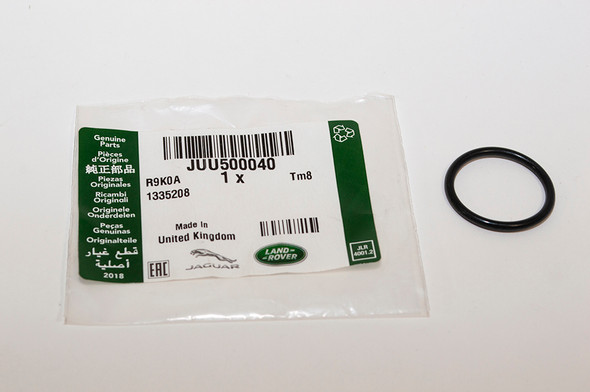 Genuine
Parts
Pièces
d'Origine
純正部品
Piezas
Originales
Ricambi
Originali
Originele
Onderdelen
Peças
Genuinas
Originalteile
قطع غيار
أصلية
2018
JUU500040
1 x
R9K0A
Tm8
1335208
Made in
United Kingdom
EAC
JAGUAR
LAND-
ROVER
JLR
4001.2